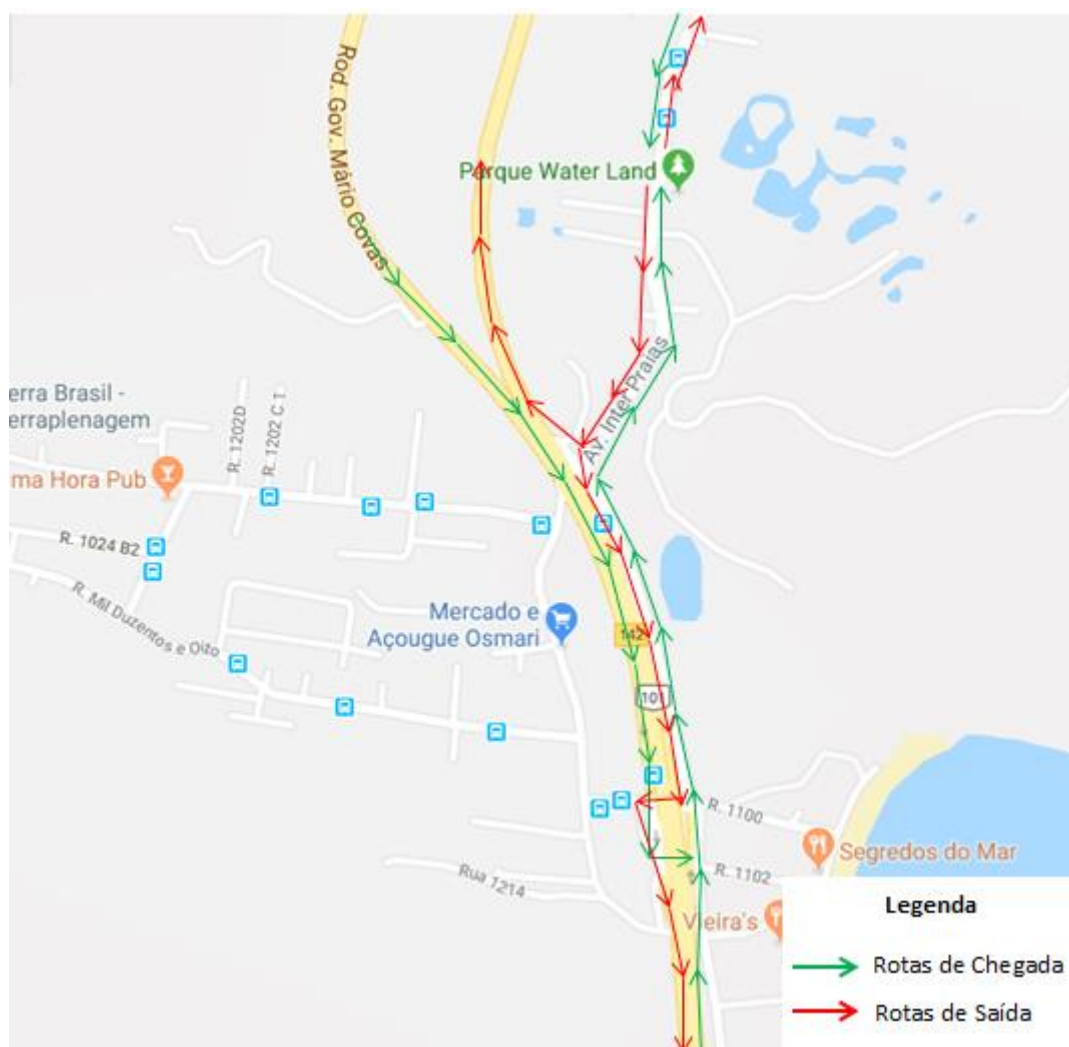 Rod. Gov. Mário Covas
Parque Water Land
Av. Inter Praias
erra Brasil -
erraplenagem
R. 1202D
R. 1202 C 1
ma Hora Pub
R. 1024 B2
R. Mil Duzentos e Oito
Mercado e
Açougue Osmari
142
101
R. 1100
Segredos do Mar
R. 1102
Rua 1214
Vieira's
Legenda
Rotas de Chegada
Rotas de Saída